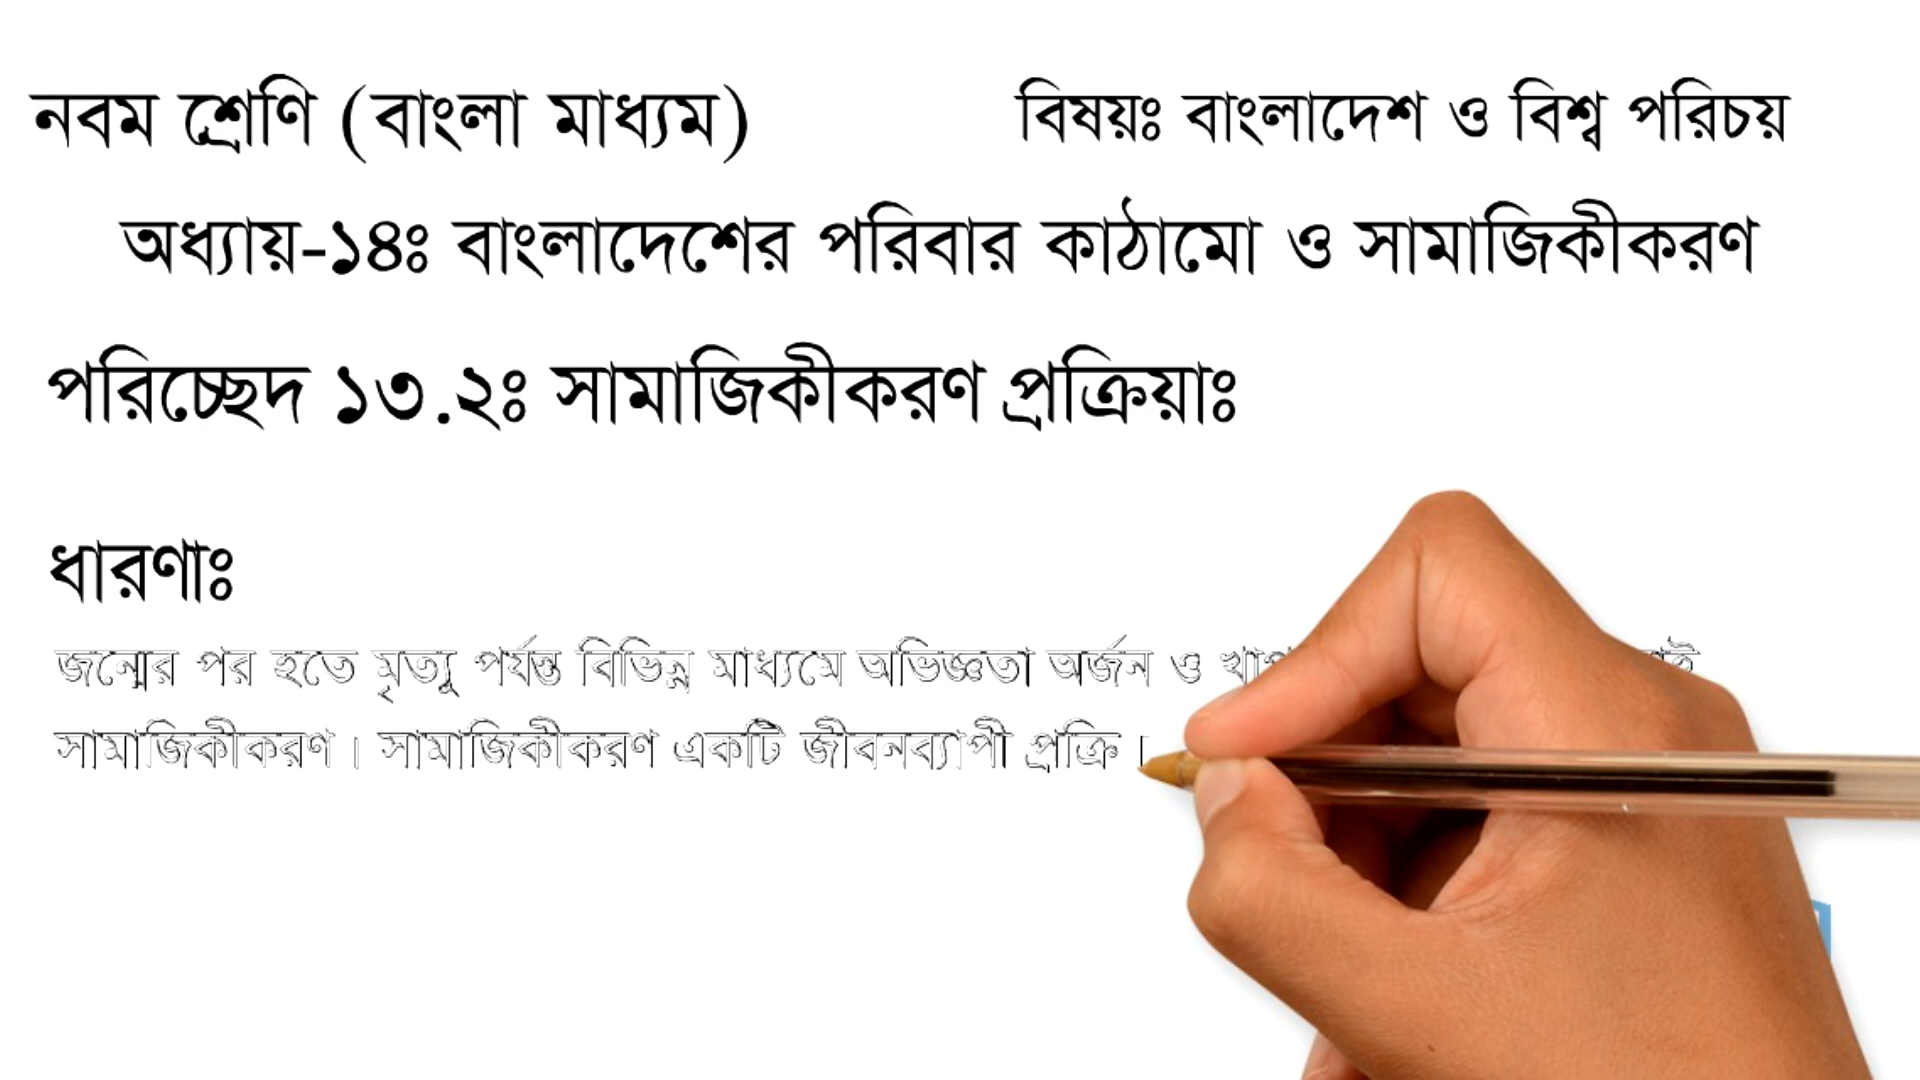 নবম শ্রেণি (বাংলা মাধ্যম) বিষয়ঃ বাংলাদেশ ও বিশ্ব পরিচয়
অধ্যায়-১৪ঃ বাংলাদেশের পরিবার কাঠামো ও সামাজিকীকরণ
পরিচ্ছেদ ১৩.২ঃ সামাজিকীকরণ প্রক্রিয়াঃ
ধারণাঃ
জন্মের পর হতে মৃত্যু পর্যন্ত বিভিন্ন মাধ্যমে অভিজ্ঞতা অর্জন ও
সামাজিকীকরণ। সামাজিকীকরণ একটি জীবনব্যাপী প্রক্রি